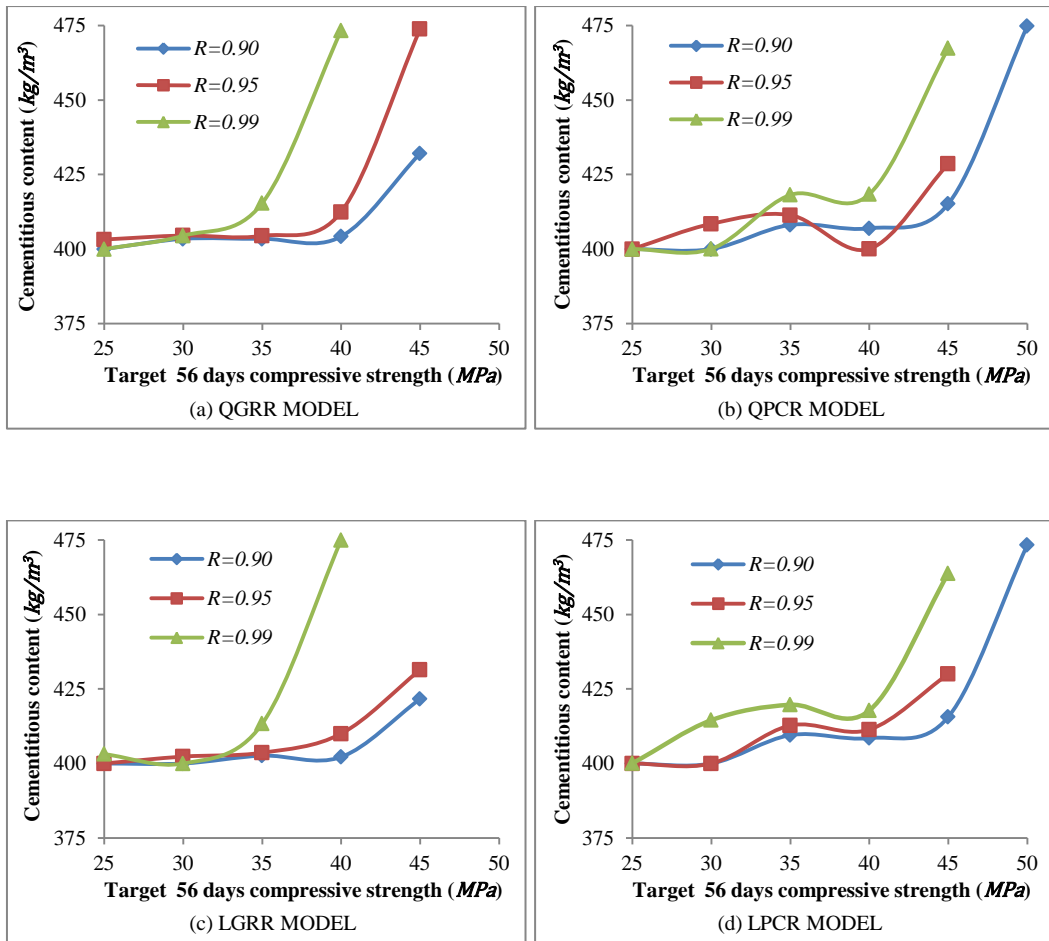 475
450
425
400
375
Cementitious content (kg/m³)
R=0.90
R=0.95
R=0.99
25 30 35 40 45 50
Target 56 days compressive strength (MPa)
(a) QGRR MODEL
475
450
425
400
375
Cementitious content (kg/m³)
R=0.90
R=0.95
R=0.99
25 30 35 40 45 50
Target 56 days compressive strength (MPa)
(b) QPCR MODEL
475
450
425
400
375
Cementitious content (kg/m³)
R=0.90
R=0.95
R=0.99
25 30 35 40 45 50
Target 56 days compressive strength (MPa)
(c) LGRR MODEL
475
450
425
400
375
Cementitious content (kg/m³)
R=0.90
R=0.95
R=0.99
25 30 35 40 45 50
Target 56 days compressive strength (MPa)
(d) LPCR MODEL